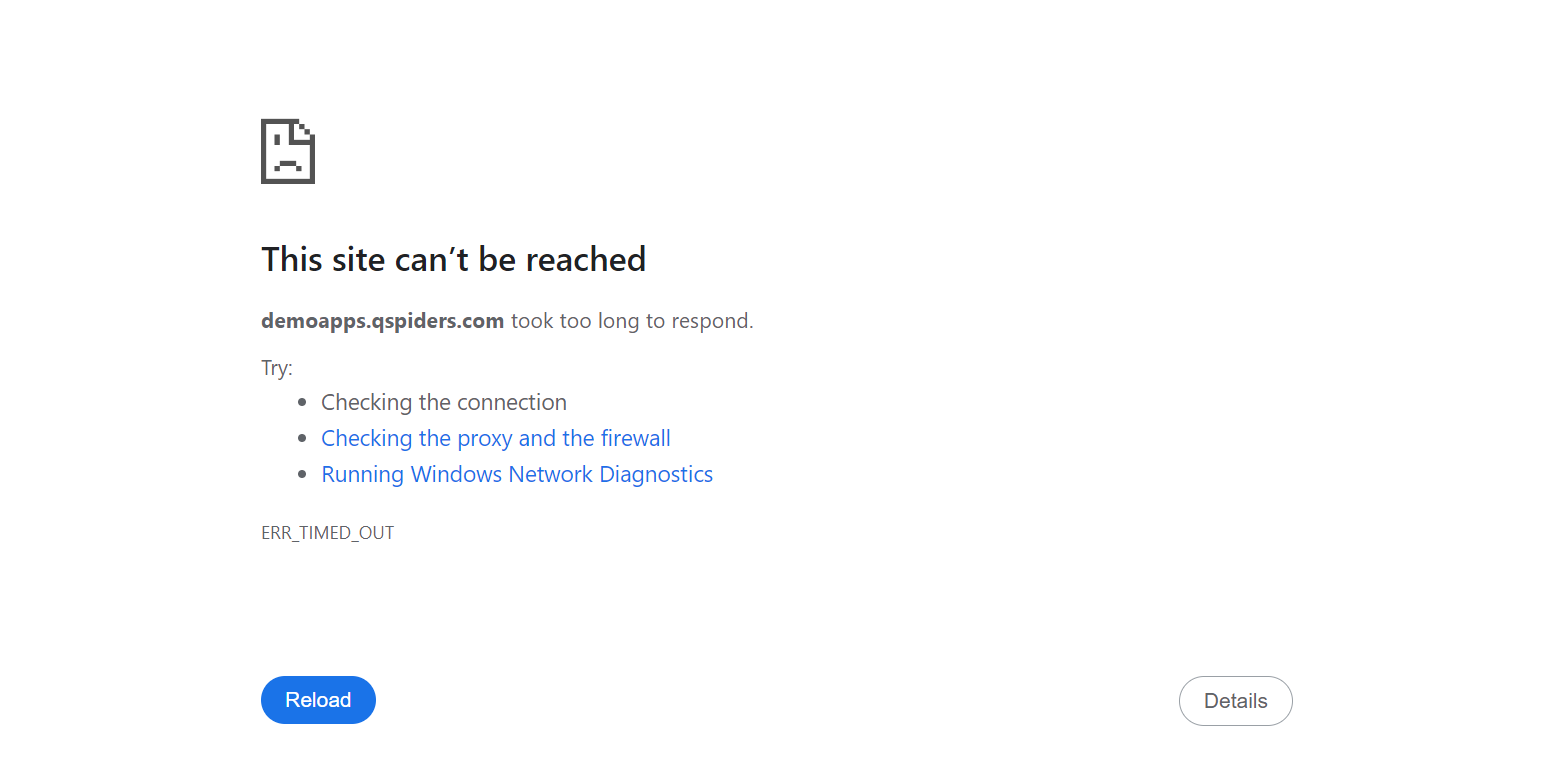 This site can’t be reached
demoapps.qspiders.com took too long to respond.
Try:
Checking the connection
Checking the proxy and the firewall
Running Windows Network Diagnostics
ERR_TIMED_OUT
Reload
Details